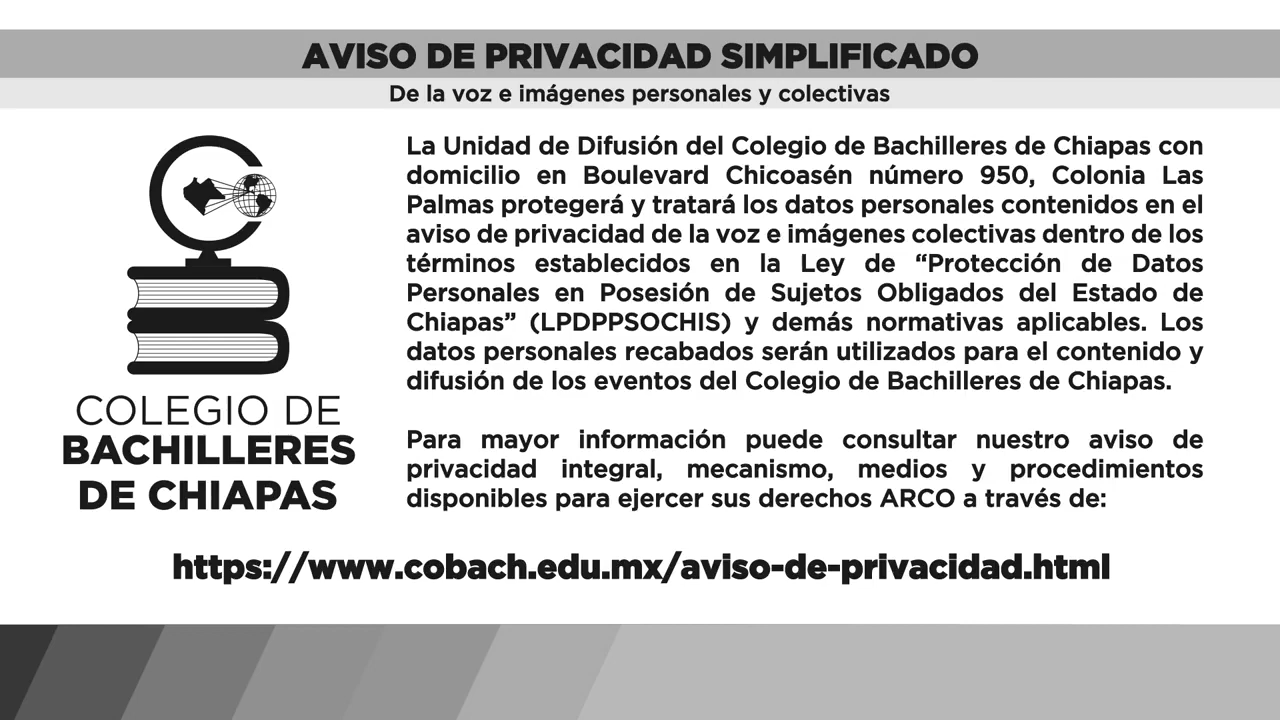 AVISO DE PRIVACIDAD SIMPLIFICADO
De la voz e imágenes personales y colectivas
COLEGIO DE
BACHILLERES
DE CHIAPAS
La Unidad de Difusión del Colegio de Bachilleres de Chiapas con
domicilio en Boulevard Chicoasén número 950, Colonia Las
Palmas protegerá y tratará los datos personales contenidos en el
aviso de privacidad de la voz e imágenes colectivas dentro de los
términos establecidos en la Ley de “Protección de Datos
Personales en Posesión de Sujetos Obligados del Estado de
Chiapas” (LPDPPSOCHIS) y demás normativas aplicables. Los
datos personales recabados serán utilizados para el contenido y
difusión de los eventos del Colegio de Bachilleres de Chiapas.
Para mayor información puede consultar nuestro aviso de
privacidad integral, mecanismo, medios y procedimientos
disponibles para ejercer sus derechos ARCO a través de:
https://www.cobach.edu.mx/aviso-de-privacidad.html